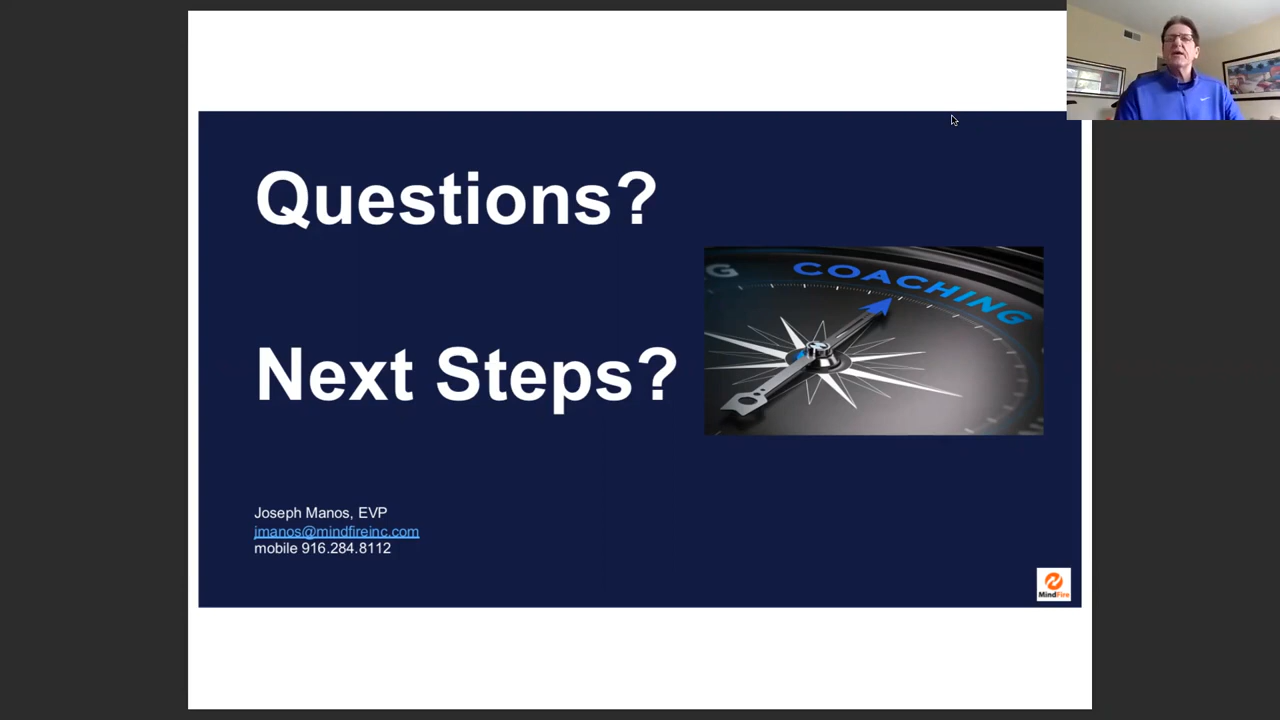 Questions?
G COACHING
Next Steps?
Joseph Manos, EVP
jmanos@mindfireinc.com
mobile 916.284.8112
MindFire